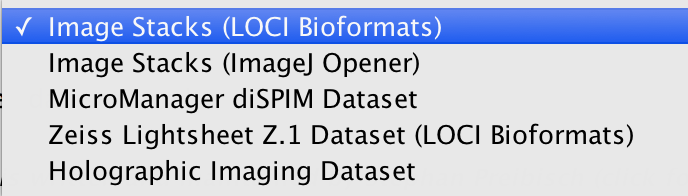 ✓ Image Stacks (LOCI Bioformats)
Image Stacks (ImageJ Opener)
MicroManager diSPIM Dataset
Zeiss Lightsheet Z.1 Dataset (LOCI Bioformats)
Holographic Imaging Dataset